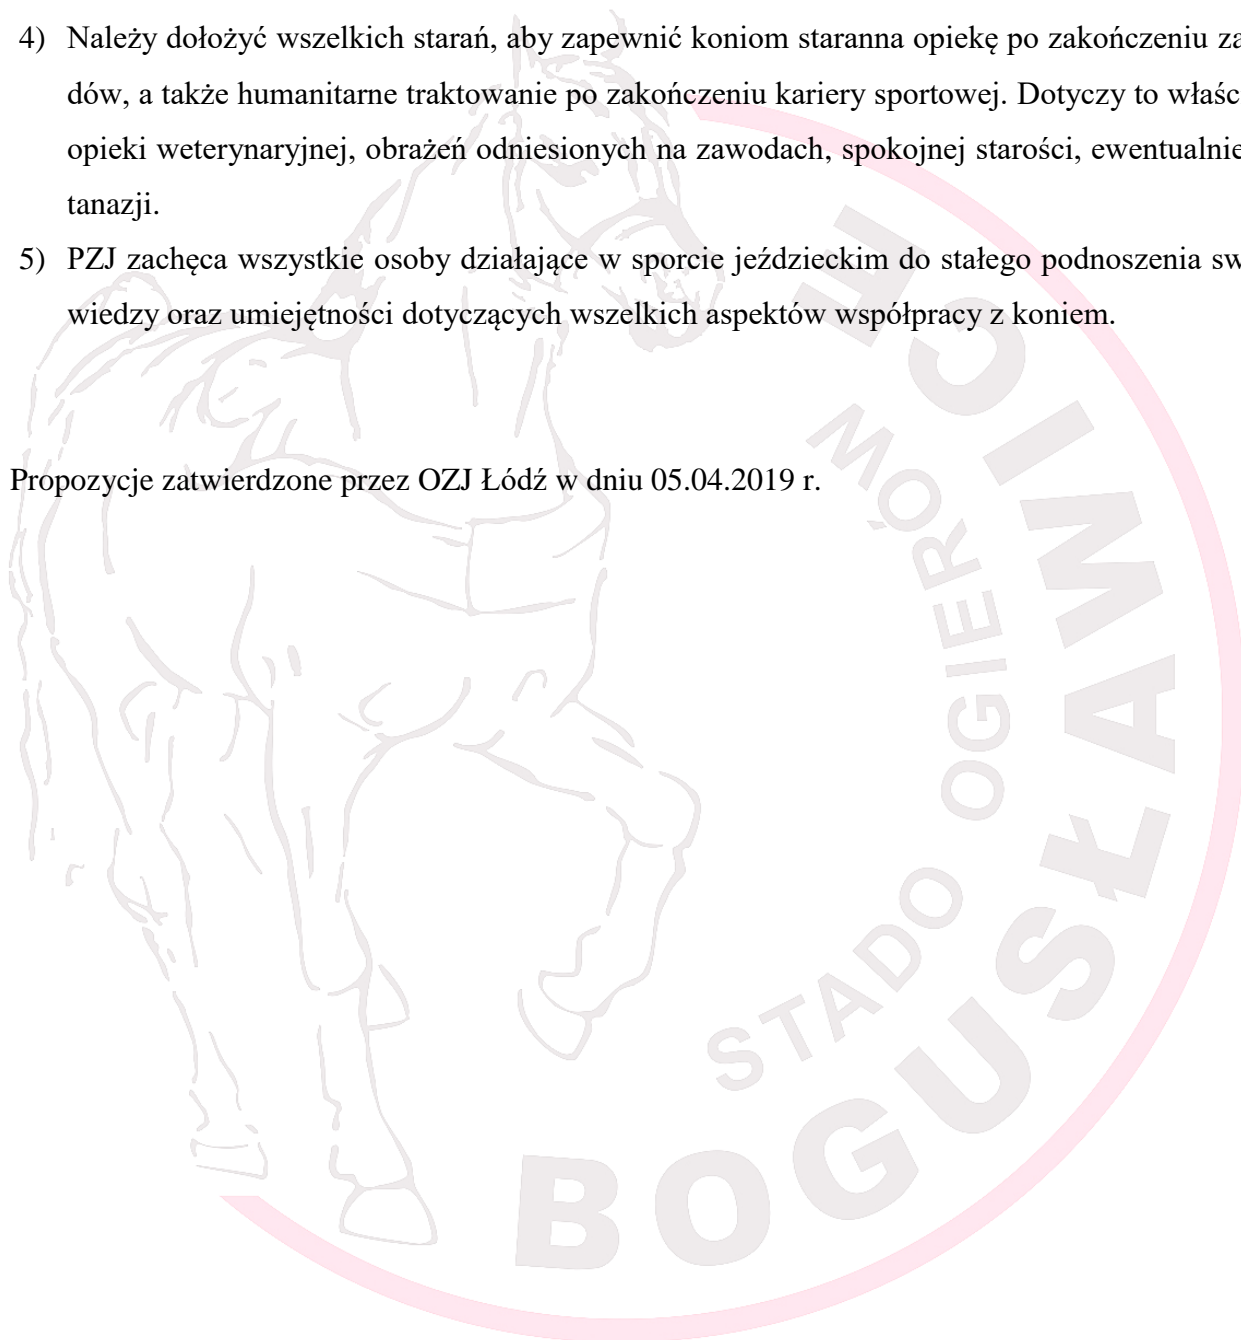 4) Należy dołożyć wszelkich starań, aby zapewnić koniom staranna opiekę po zakończeniu za
dów, a także humanitarne traktowanie po zakończeniu kariery sportowej. Dotyczy to właśc
opieki weterynaryjnej, obrażeń odniesionych na zawodach, spokojnej starości, ewentualnie
tanazji.
5) PZJ zachęca wszystkie osoby działające w sporcie jeździeckim do stałego podnoszenia sw
wiedzy oraz umiejętności dotyczących wszelkich aspektów współpracy z koniem.
Propozycje zatwierdzone przez OZJ Łódź w dniu 05.04.2019 r.
STADO OGIERÓW
BOGUSŁAWICE